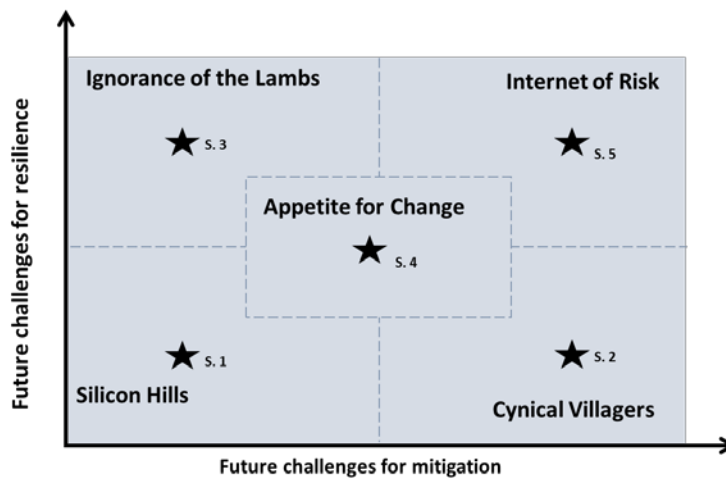 Future challenges for resilience
Ignorance of the Lambs
Internet of Risk
S. 3
S. 5
Appetite for Change
S. 4
S. 1
S. 2
Silicon Hills
Cynical Villagers
Future challenges for mitigation